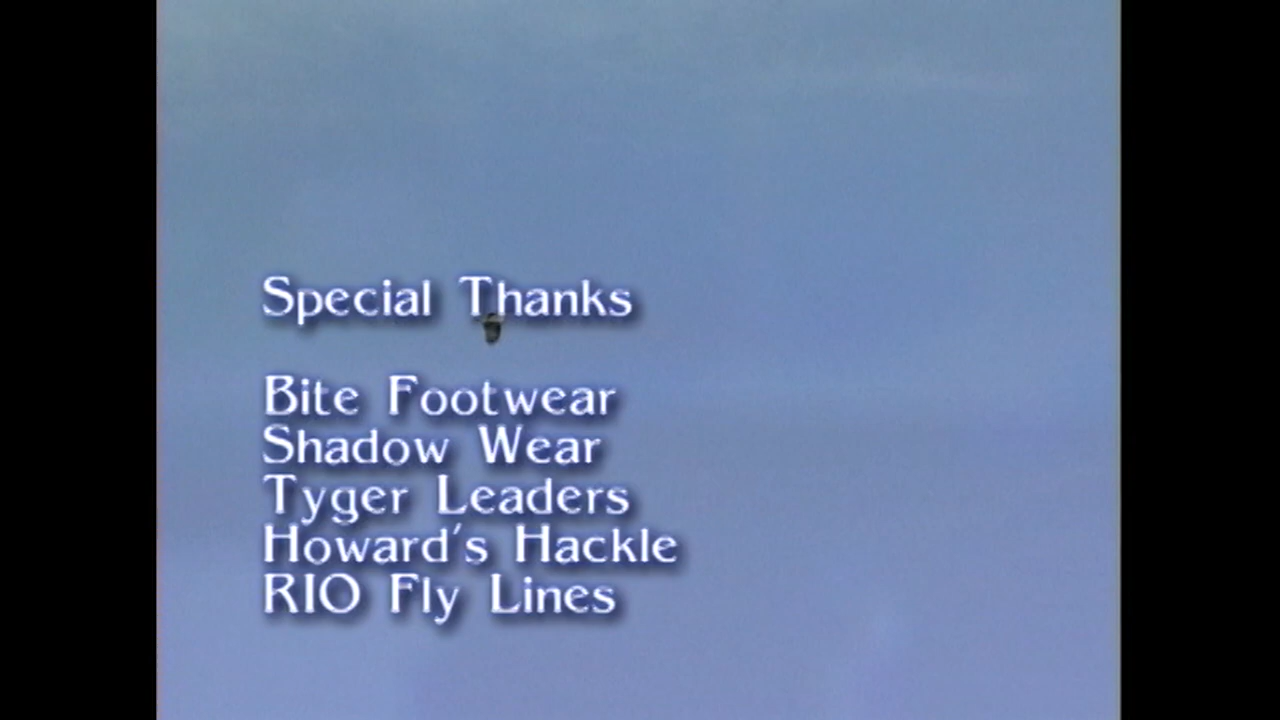 Special Thanks
Bite Footwear
Shadow Wear
Tyger Leaders
Howard's Hackle
RIO Fly Lines